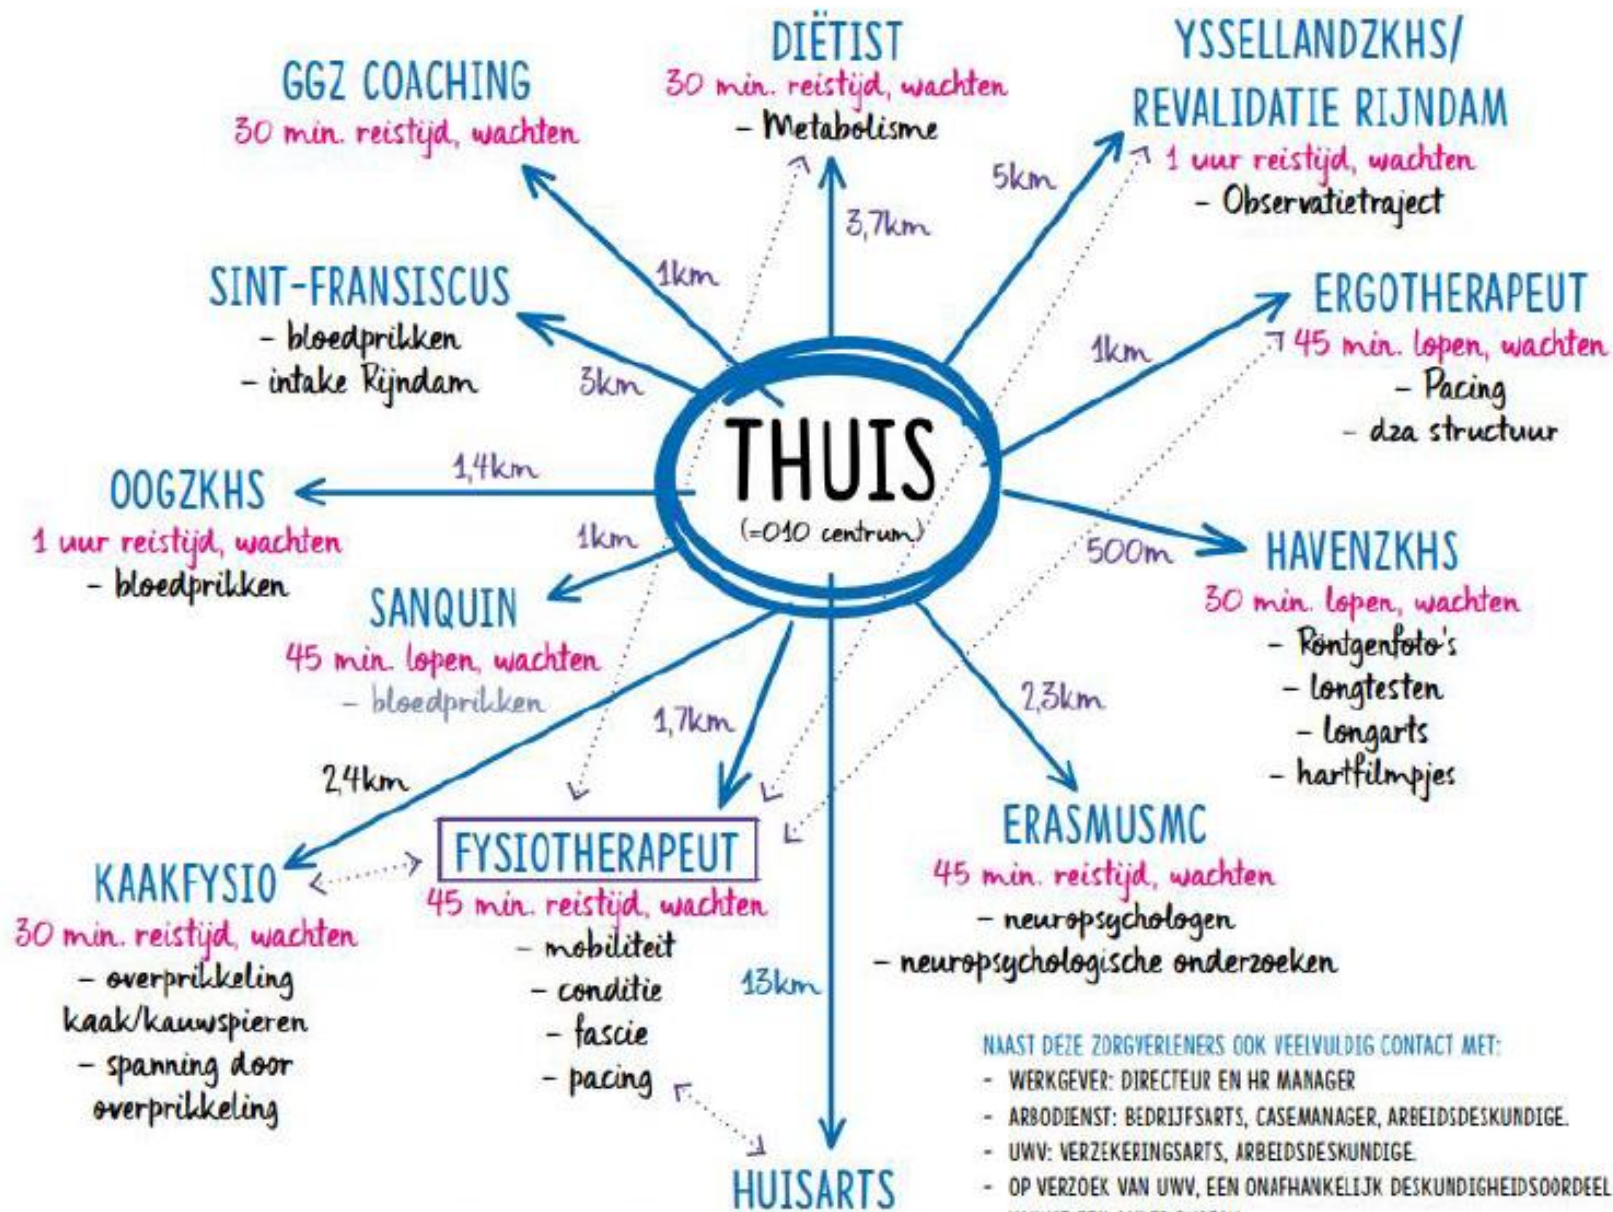 DIËTIST
30 min. reistijd, wachten
- Metabolisme
3,7km
YSSELLANDZKHS/
REVALIDATIE RIJNDAM
1 uur reistijd, wachten
- Observatietraject
5km
GGZ COACHING
30 min. reistijd, wachten
1km
SINT-FRANSISCUS
- bloedprikken
- intake Rijndam
3km
ERGOTHERAPEUT
45 min. lopen, wachten
- Pacing
- dza structuur
1km
THUIS
(=010 centrum)
OOGZKHS
1 uur reistijd, wachten
- bloedprikken
1,4km
SANQUIN
45 min. lopen, wachten
- bloedprikken
1km
HAVENZKHS
30 min. lopen, wachten
- Röntgenfoto's
- longtesten
- longarts
- hartfilmpjes
500m
KAAKFYSIO
30 min. reistijd, wachten
- overprikkeling
kaak/kauwspieren
- spanning door
overprikkeling
2,4km
FYSIOTHERAPEUT
45 min. reistijd, wachten
- mobiliteit
- conditie
- fascie
- pacing
1,7km
ERASMUSMC
45 min. reistijd, wachten
- neuropsychologen
- neuropsychologische onderzoeken
2,3km
13km
HUISARTS
NAAST DEZE ZORGVERLENERS OOK VEELVULDIG CONTACT MET:
- WERKGEVER: DIRECTEUR EN HR MANAGER
- ARBODIENST: BEDRIJFSARTS, CASEMANAGER, ARBEIDSDESKUNDIGE.
- UWV: VERZEKERINGSARTS, ARBEIDSDESKUNDIGE.
- OP VERZOEK VAN UWV, EEN ONAFHANKELIJK DESKUNDIGHEIDSOORDEEL